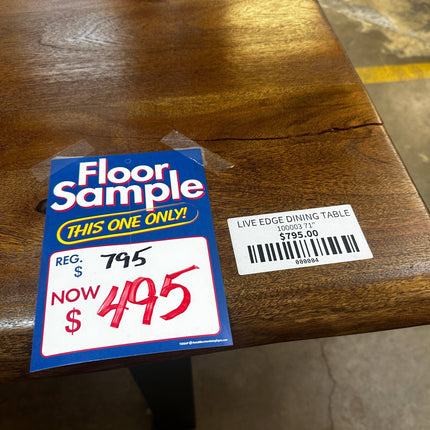 Floor
Sample
THIS ONE ONLY!
REG.
$ 795
NOW
$ 495
LIVE EDGE DINING TABLE
100003 71"
$795.00
000004